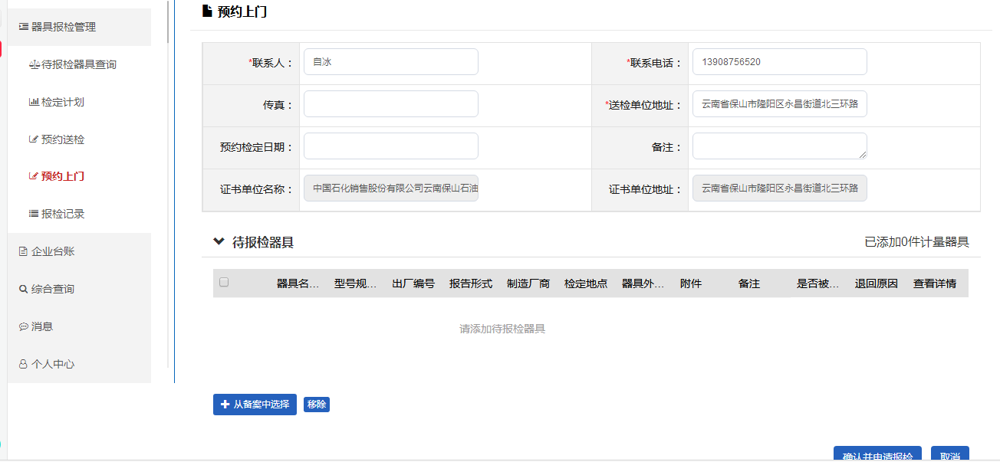 器具报检管理
待报检器具查询
检定计划
预约送检
预约上门
报检记录
企业台账
综合查询
消息
个人中心
预约上门
*联系人： 自冰 *联系电话： 13908756520
传真： *送检单位地址： 云南省保山市隆阳区永昌街道北三环路
预约检定日期： 备注：
证书单位名称： 中国石化销售股份有限公司云南保山石油 证书单位地址： 云南省保山市隆阳区永昌街道北三环路
待报检器具 已添加0件计量器具
器具名... 型号规... 出厂编号 报告形式 制造厂商 检定地点 器具外... 附件 备注 是否被... 退回原因 查看详情
请添加待报检器具
从备案中选择 移除
确认并申请报检 取消